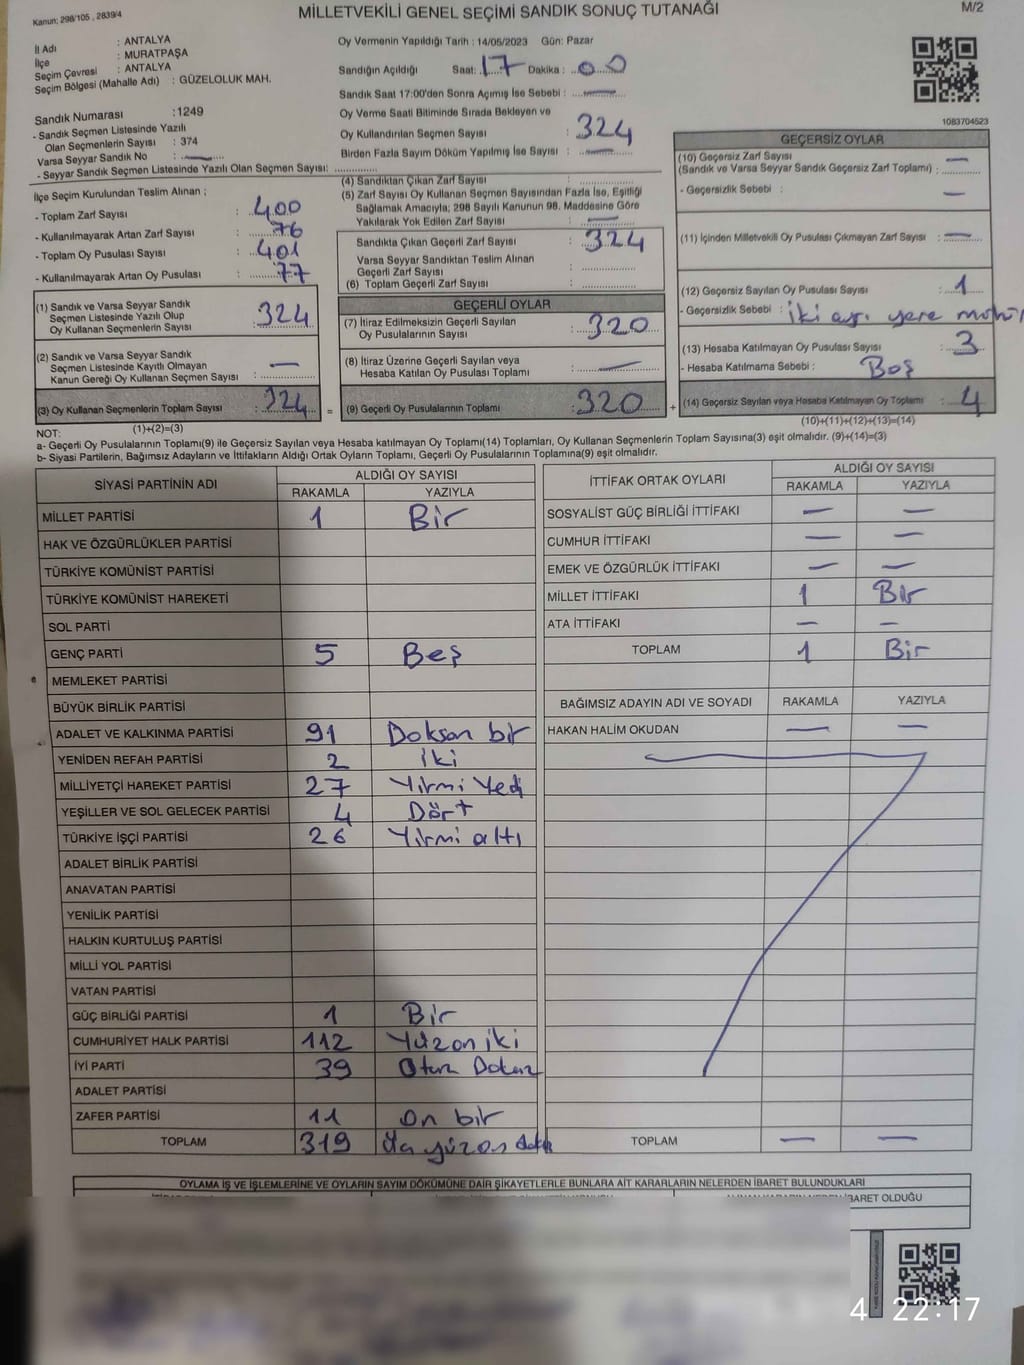 Kanun: 298/105 , 2839/4
MİLLETVEKİLİ GENEL SEÇİMİ SANDIK SONUÇ TUTANAĞI
M/2
İl Adı : ANTALYA
İlçe : MURATPAŞA
Seçim Çevresi : ANTALYA
Seçim Bölgesi (Mahalle Adı) : GÜZELOLUK MAH.
Sandık Numarası : 1249
- Sandık Seçmen Listesinde Yazılı
Olan Seçmenlerin Sayısı : 374
Varsa Seyyar Sandık No : —
- Seyyar Sandık Seçmen Listesinde Yazılı Olan Seçmen Sayısı:
Oy Vermenin Yapıldığı Tarih : 14/05/2023 Gün: Pazar
Sandığın Açıldığı Saat: 17 Dakika : 00
Sandık Saat 17:00'den Sonra Açımış İse Sebebi : —
Oy Verme Saati Bitiminde Sırada Bekleyen ve
Oy Kullandırılan Seçmen Sayısı : 324
Birden Fazla Sayım Döküm Yapılmış İse Sayısı : —
1083704523
İlçe Seçim Kurulundan Teslim Alınan ;
- Toplam Zarf Sayısı : 400
- Kullanılmayarak Artan Zarf Sayısı : 76
- Toplam Oy Pusulası Sayısı : 401
- Kullanılmayarak Artan Oy Pusulası : 77
(4) Sandıktan Çıkan Zarf Sayısı :
(5) Zarf Sayısı Oy Kullanan Seçmen Sayısından Fazla İse, Eşitliği
Sağlamak Amacıyla; 298 Sayılı Kanunun 98. Maddesine Göre
Yakılarak Yok Edilen Zarf Sayısı : —
Sandıkta Çıkan Geçerli Zarf Sayısı : 324
Varsa Seyyar Sandıktan Teslim Alınan
Geçerli Zarf Sayısı :
(6) Toplam Geçerli Zarf Sayısı :
GEÇERSİZ OYLAR
(10) Geçersiz Zarf Sayısı
(Sandık ve Varsa Seyyar Sandık Geçersiz Zarf Toplamı) : —
- Geçersizlik Sebebi : —
(11) İçinden Milletvekili Oy Pusulası Çıkmayan Zarf Sayısı : —
(12) Geçersiz Sayılan Oy Pusulası Sayısı : 1
- Geçersizlik Sebebi : iki ayrı yere
(13) Hesaba Katılmayan Oy Pusulası Sayısı : 3
- Hesaba Katılmama Sebebi : Boş
(14) Geçersiz Sayılan veya Hesaba Katılmayan Oy Toplamı : 4
(10)+(11)+(12)+(13)=(14)
(1) Sandık ve Varsa Seyyar Sandık
Seçmen Listesinde Yazılı Olup
Oy Kullanan Seçmenlerin Sayısı : 324
(2) Sandık ve Varsa Seyyar Sandık
Seçmen Listesinde Kayıtlı Olmayan
Kanun Gereği Oy Kullanan Seçmen Sayısı : —
(3) Oy Kullanan Seçmenlerin Toplam Sayısı : 324 =
(1)+(2)=(3)
GEÇERLİ OYLAR
(7) İtiraz Edilmeksizin Geçerli Sayılan
Oy Pusulalarının Sayısı : 320
(8) İtiraz Üzerine Geçerli Sayılan veya
Hesaba Katılan Oy Pusulası Toplamı : —
(9) Geçerli Oy Pusulalarının Toplamı : 320 +
NOT:
a- Geçerli Oy Pusulalarının Toplamı(9) ile Geçersiz Sayılan veya Hesaba katılmayan Oy Toplamı(14) Toplamları, Oy Kullanan Seçmenlerin Toplam Sayısına(3) eşit olmalıdır. (9)+(14)=(3)
b- Siyasi Partilerin, Bağımsız Adayların ve İttifakların Aldığı Ortak Oyların Toplamı, Geçerli Oy Pusulalarının Toplamına(9) eşit olmalıdır.
SİYASİ PARTİNİN ADI ALDIĞI OY SAYISI
RAKAMLA YAZIYLA
MİLLET PARTİSİ 1 Bir
HAK VE ÖZGÜRLÜKLER PARTİSİ
TÜRKİYE KOMÜNİST PARTİSİ
TÜRKİYE KOMÜNİST HAREKETİ
SOL PARTİ
GENÇ PARTİ 5 Beş
MEMLEKET PARTİSİ
BÜYÜK BİRLİK PARTİSİ
ADALET VE KALKINMA PARTİSİ 91 Doksan bir
YENİDEN REFAH PARTİSİ 2 iki
MİLLİYETÇİ HAREKET PARTİSİ 27 Yirmi Yedi
YEŞİLLER VE SOL GELECEK PARTİSİ 4 Dört
TÜRKİYE İŞÇİ PARTİSİ 26 Yirmi altı
ADALET BİRLİK PARTİSİ
ANAVATAN PARTİSİ
YENİLİK PARTİSİ
HALKIN KURTULUŞ PARTİSİ
MİLLİ YOL PARTİSİ
VATAN PARTİSİ
GÜÇ BİRLİĞİ PARTİSİ 1 Bir
CUMHURİYET HALK PARTİSİ 112 Yüzon iki
İYİ PARTİ 39 Otuz Dokuz
ADALET PARTİSİ
ZAFER PARTİSİ 11 On bir
TOPLAM 319
İTTİFAK ORTAK OYLARI ALDIĞI OY SAYISI
RAKAMLA YAZIYLA
SOSYALİST GÜÇ BİRLİĞİ İTTİFAKI — —
CUMHUR İTTİFAKI — —
EMEK VE ÖZGÜRLÜK İTTİFAKI — —
MİLLET İTTİFAKI 1 Bir
ATA İTTİFAKI — —
TOPLAM 1 Bir
BAĞIMSIZ ADAYIN ADI VE SOYADI RAKAMLA YAZIYLA
HAKAN HALİM OKUDAN — —
TOPLAM — —
OYLAMA İŞ VE İŞLEMLERİNE VE OYLARIN SAYIM DÖKÜMÜNE DAİR ŞİKAYETLERLE BUNLARA AİT KARARLARIN NELERDEN İBARET BULUNDUKLARI
İBARET OLDUĞU
4 22:17